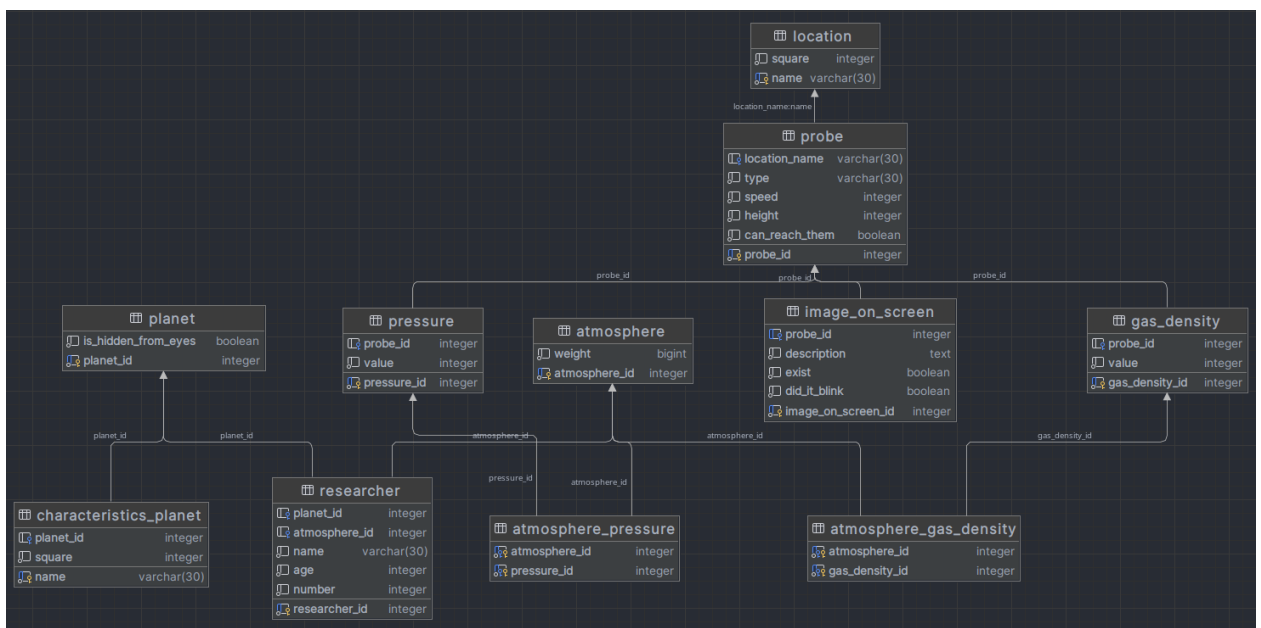 location
square integer
name varchar(30)
location_name:name
probe
location_name varchar(30)
type varchar(30)
speed integer
height integer
can_reach_them boolean
probe_id integer
probe_id
probe_id
probe_id
planet
is_hidden_from_eyes boolean
planet_id integer
pressure
probe_id integer
value integer
pressure_id integer
atmosphere
weight bigint
atmosphere_id integer
image_on_screen
probe_id integer
description text
exist boolean
did_it_blink boolean
image_on_screen_id integer
gas_density
probe_id integer
value integer
gas_density_id integer
planet_id
planet_id
atmosphere_id
atmosphere_id
gas_density_id
pressure_id
atmosphere_id
characteristics_planet
planet_id integer
square integer
name varchar(30)
researcher
planet_id integer
atmosphere_id integer
name varchar(30)
age integer
number integer
researcher_id integer
atmosphere_pressure
atmosphere_id integer
pressure_id integer
atmosphere_gas_density
atmosphere_id integer
gas_density_id integer